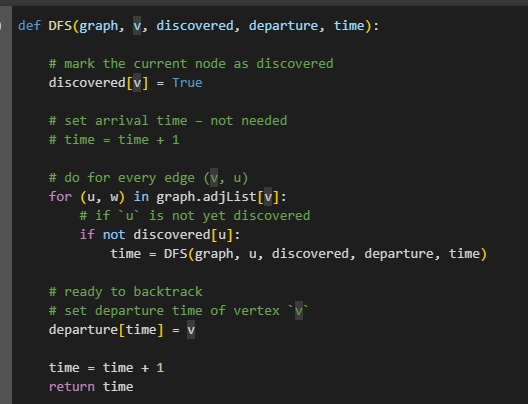 def DFS(graph, v, discovered, departure, time):
# mark the current node as discovered
discovered[v] = True
# set arrival time – not needed
# time = time + 1
# do for every edge (v, u)
for (u, w) in graph.adjList[v]:
# if `u` is not yet discovered
if not discovered[u]:
time = DFS(graph, u, discovered, departure, time)
# ready to backtrack
# set departure time of vertex `v`
departure[time] = v
time = time + 1
return time